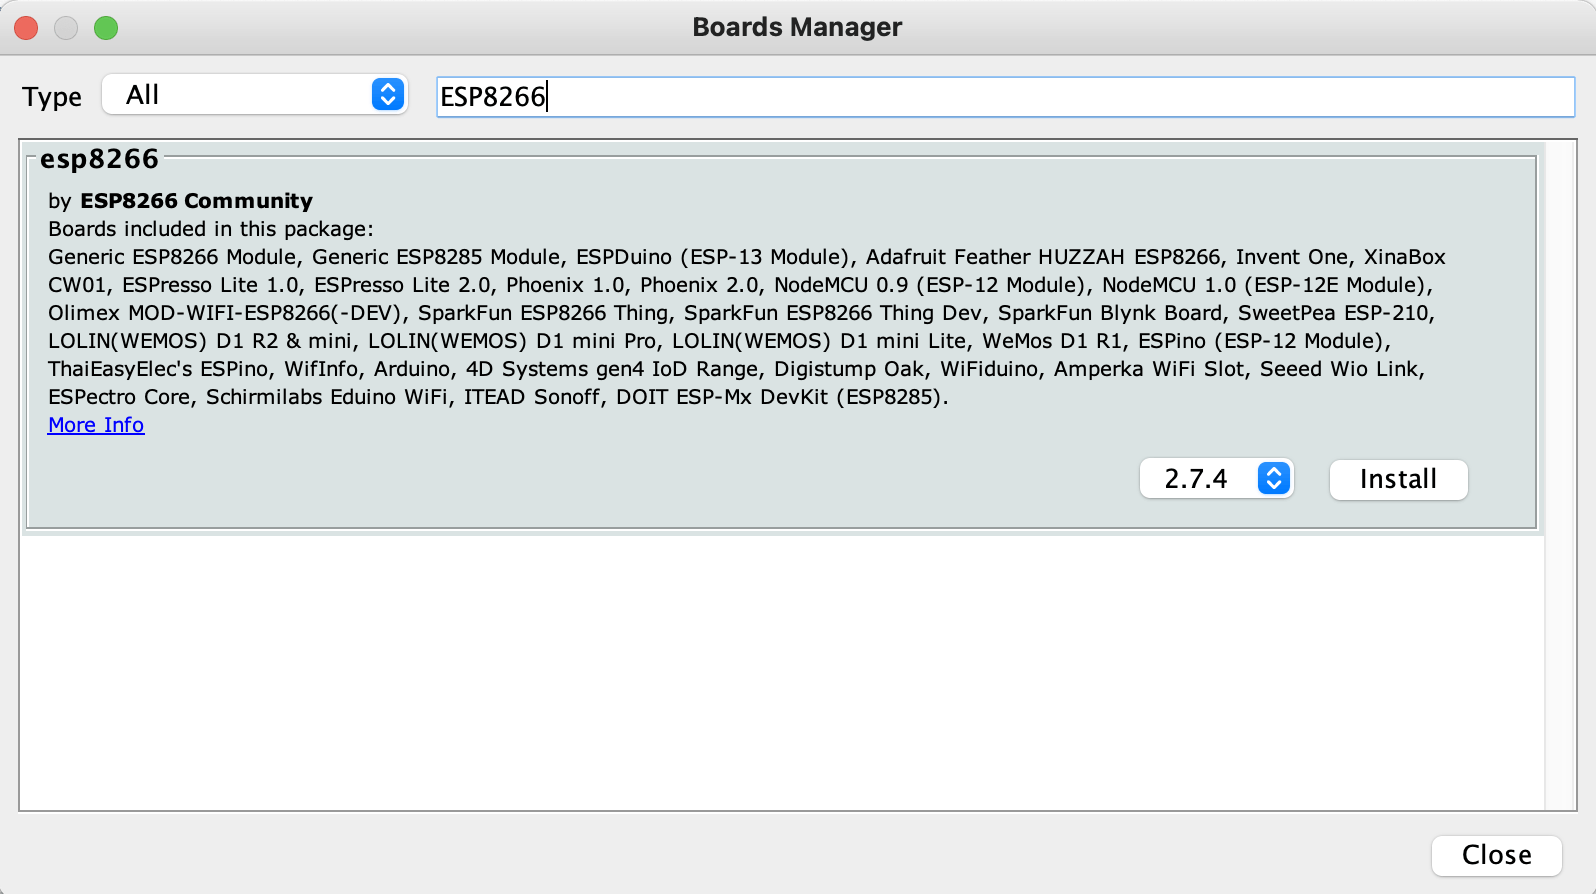 Boards Manager
Type All ESP8266
esp8266
by ESP8266 Community
Boards included in this package:
Generic ESP8266 Module, Generic ESP8285 Module, ESPDuino (ESP-13 Module), Adafruit Feather HUZZAH ESP8266, Invent One, XinaBox
CW01, ESPresso Lite 1.0, ESPresso Lite 2.0, Phoenix 1.0, Phoenix 2.0, NodeMCU 0.9 (ESP-12 Module), NodeMCU 1.0 (ESP-12E Module),
Olimex MOD-WIFI-ESP8266(-DEV), SparkFun ESP8266 Thing, SparkFun ESP8266 Thing Dev, SparkFun Blynk Board, SweetPea ESP-210,
LOLIN(WEMOS) D1 R2 & mini, LOLIN(WEMOS) D1 mini Pro, LOLIN(WEMOS) D1 mini Lite, WeMos D1 R1, ESPino (ESP-12 Module),
ThaiEasyElec's ESPino, WifInfo, Arduino, 4D Systems gen4 IoD Range, Digistump Oak, WiFiduino, Amperka WiFi Slot, Seeed Wio Link,
ESPectro Core, Schirmilabs Eduino WiFi, ITEAD Sonoff, DOIT ESP-Mx DevKit (ESP8285).
More Info
2.7.4 Install
Close